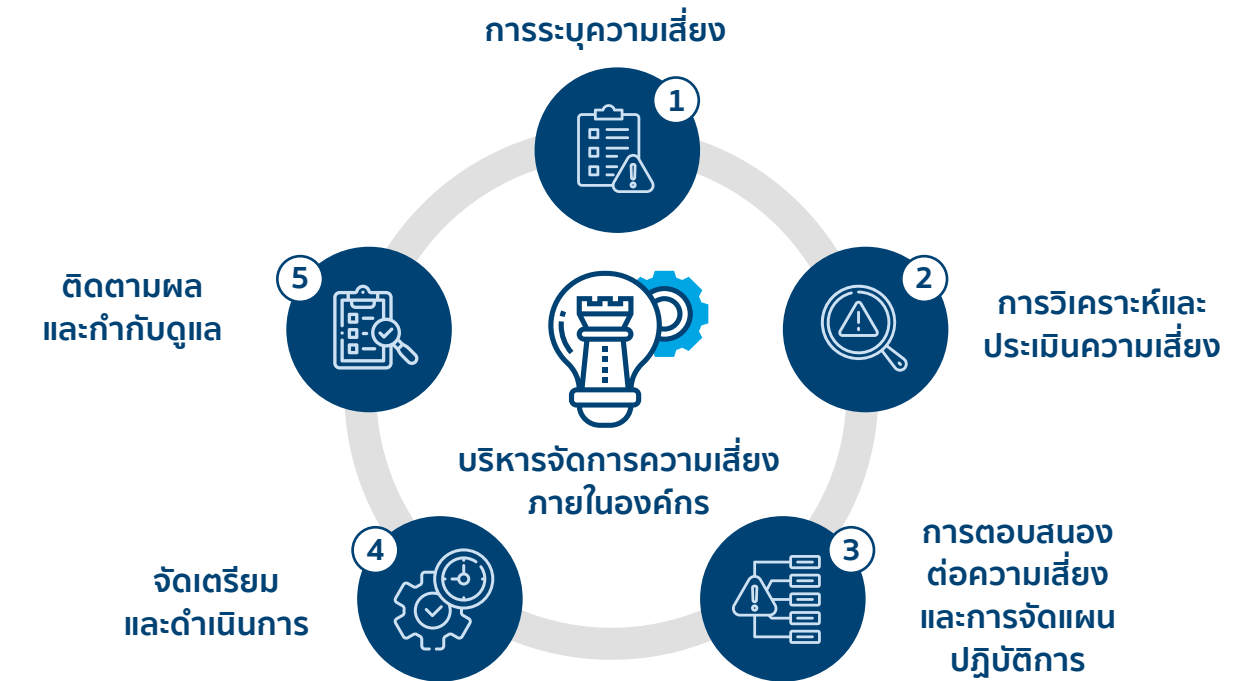 การระบุความเสี่ยง
1
2
การวิเคราะห์และ
ประเมินความเสี่ยง
3
การตอบสนอง
ต่อความเสี่ยง
และการจัดแผน
ปฏิบัติการ
4
จัดเตรียม
และดำเนินการ
5
ติดตามผล
และกำกับดูแล
บริหารจัดการความเสี่ยง
ภายในองค์กร